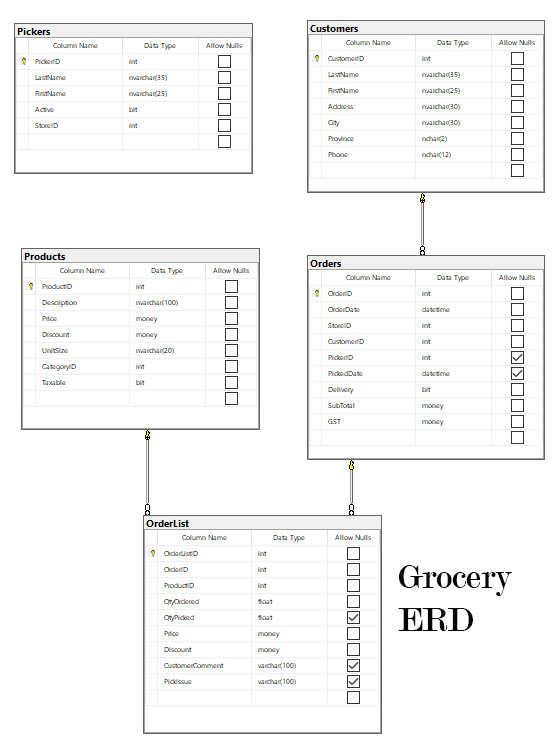 Pickers
Column Name Data Type Allow Nulls
PickerID int
LastName nvarchar(35)
FirstName nvarchar(25)
Active bit
StoreID int
Customers
Column Name Data Type Allow Nulls
CustomerID int
LastName nvarchar(35)
FirstName nvarchar(25)
Address nvarchar(30)
City nvarchar(30)
Province nchar(2)
Phone nchar(12)
Products
Column Name Data Type Allow Nulls
ProductID int
Description nvarchar(100)
Price money
Discount money
UnitSize nvarchar(20)
CategoryID int
Taxable bit
Orders
Column Name Data Type Allow Nulls
OrderID int
OrderDate datetime
StoreID int
CustomerID int
PickerID int
PickedDate datetime
Delivery bit
SubTotal money
GST money
OrderList
Column Name Data Type Allow Nulls
OrderListID int
OrderID int
ProductID int
QtyOrdered float
QtyPicked float
Price money
Discount money
CustomerComment varchar(100)
PickIssue varchar(100)
Grocery
ERD